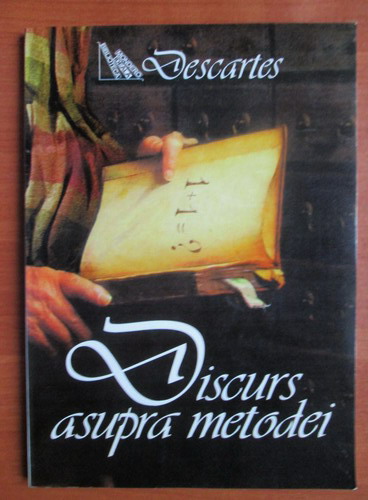 Descartes
1+1=?
Discurs
asupra metodei